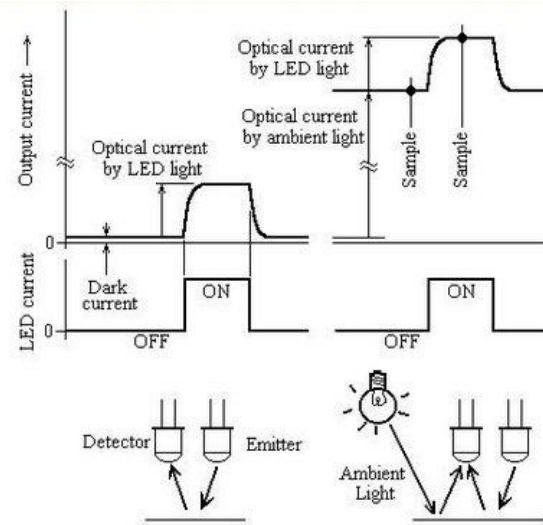 Output current
LED current
Optical current
by LED light
0
Dark
current
0
ON
OFF
Detector
Emitter
Optical current
by LED light
Optical current
by ambient light
Sample
Sample
ON
OFF
Ambient
Light